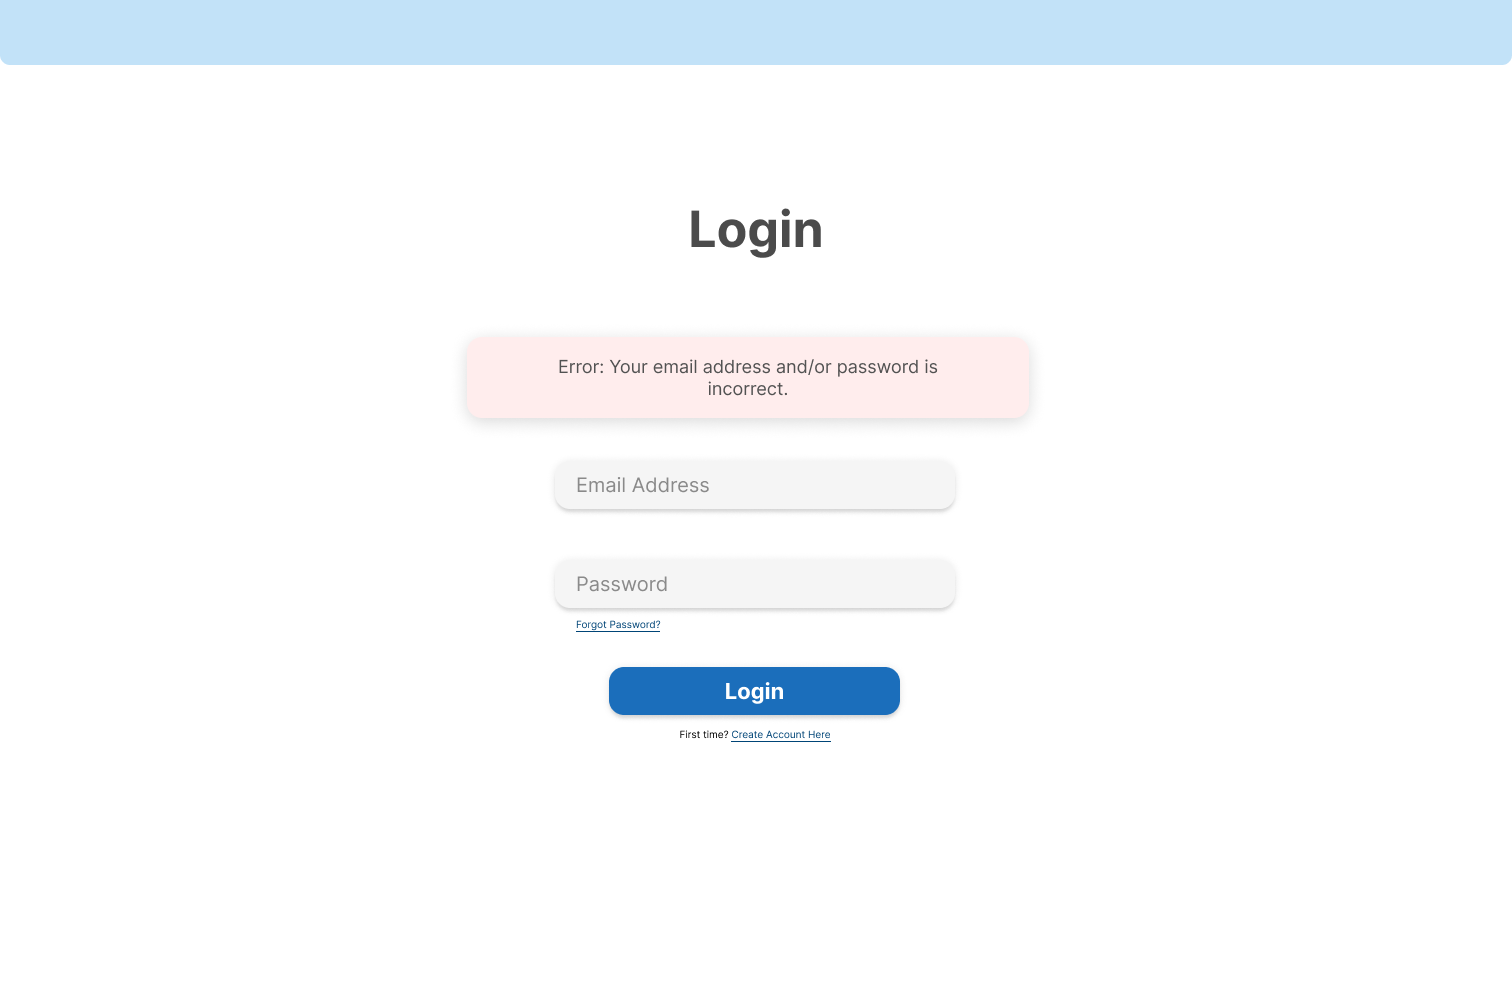 Login
Error: Your email address and/or password is
incorrect.
Email Address
Password
Forgot Password?
Login
First time? Create Account Here